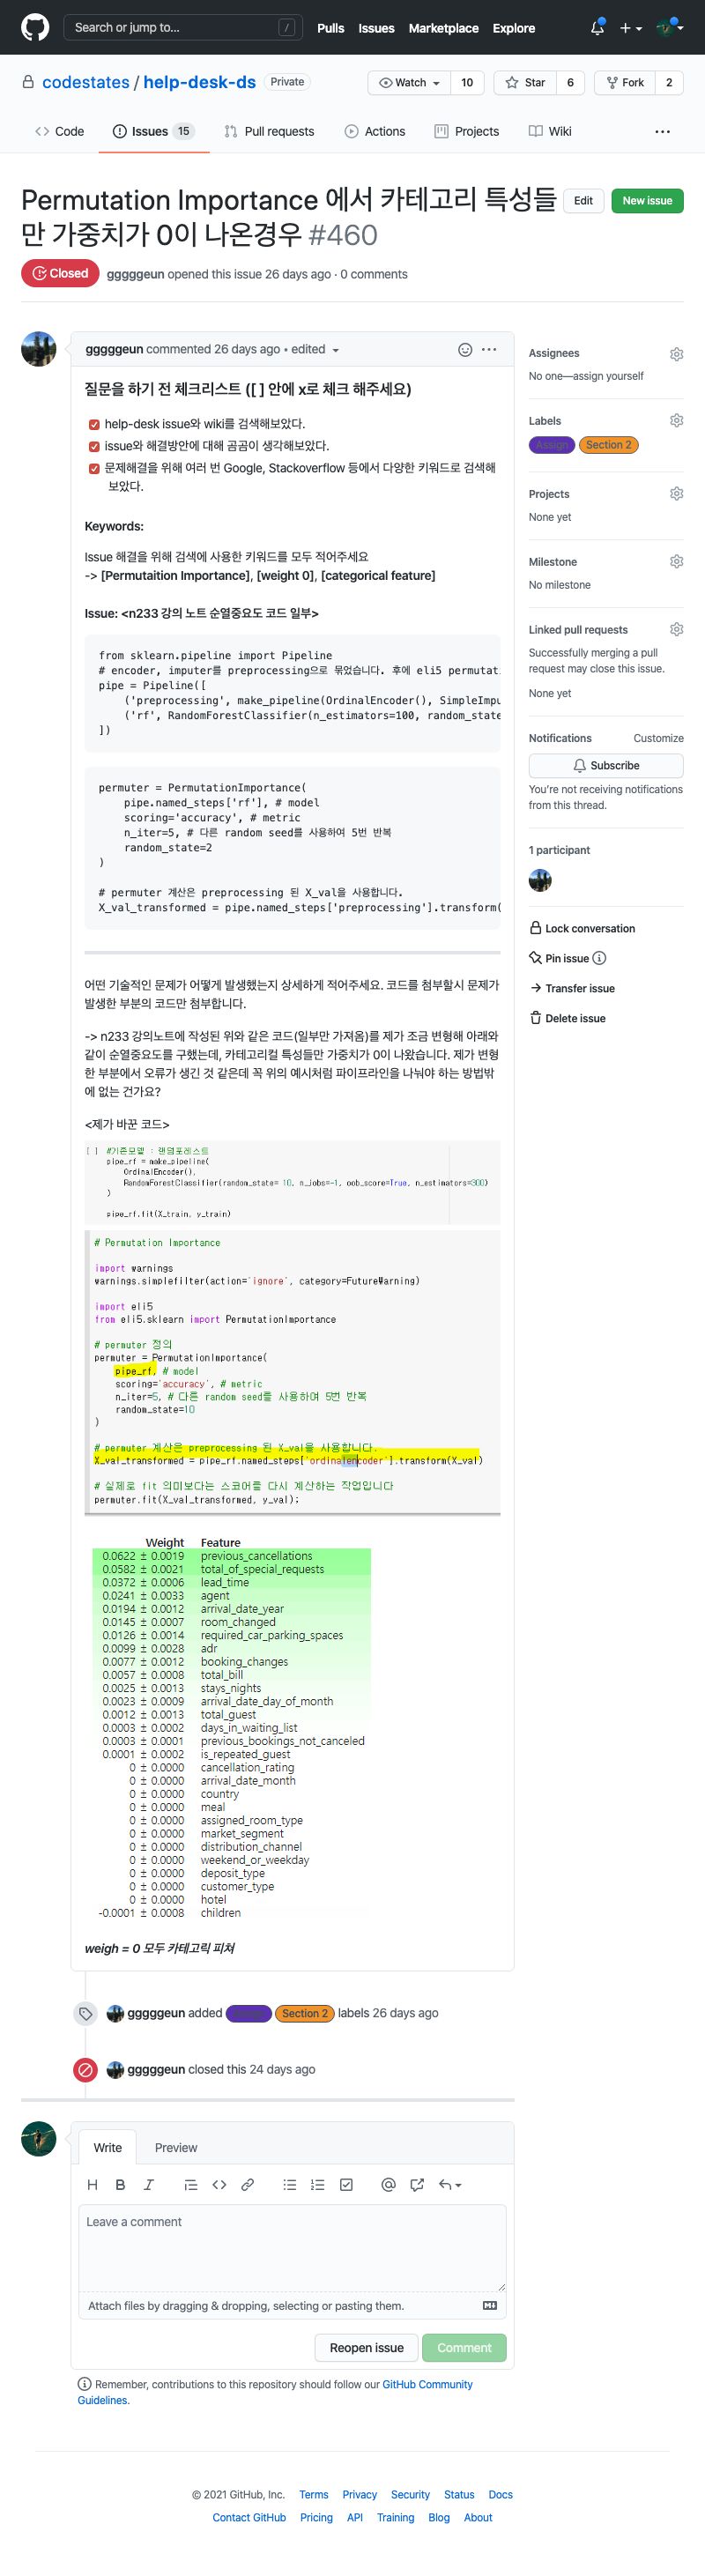 Search or jump to...
/
Pulls
Issues
Marketplace
Explore
codestates / help-desk-ds
Private
Watch
10
Star
6
Fork
2
Code
Issues 15
Pull requests
Actions
Projects
Wiki
Permutation Importance 에서 카테고리 특성들
만 가중치가 0이 나온경우 #460
Edit
New issue
Closed
gggggeun opened this issue 26 days ago · 0 comments
gggggeun commented 26 days ago • edited
질문을 하기 전 체크리스트 ([ ] 안에 x로 체크 해주세요)
help-desk issue와 wiki를 검색해보았다.
issue와 해결방안에 대해 곰곰이 생각해보았다.
문제해결을 위해 여러 번 Google, Stackoverflow 등에서 다양한 키워드로 검색해
보았다.
Keywords:
Issue 해결을 위해 검색에 사용한 키워드를 모두 적어주세요
-> [Permutaition Importance], [weight 0], [categorical feature]
Issue: <n233 강의 노트 순열중요도 코드 일부>
from sklearn.pipeline import Pipeline
# encoder, imputer를 preprocessing으로 묶었습니다. 후에 eli5 permutat
pipe = Pipeline([
('preprocessing', make_pipeline(OrdinalEncoder(), SimpleImpu
('rf', RandomForestClassifier(n_estimators=100, random_state
])
permuter = PermutationImportance(
pipe.named_steps['rf'], # model
scoring='accuracy', # metric
n_iter=5, # 다른 random seed를 사용하여 5번 반복
random_state=2
)
# permuter 계산은 preprocessing 된 X_val을 사용합니다.
X_val_transformed = pipe.named_steps['preprocessing'].transform(
어떤 기술적인 문제가 어떻게 발생했는지 상세하게 적어주세요. 코드를 첨부할시 문제가
발생한 부분의 코드만 첨부합니다.
-> n233 강의노트에 작성된 위와 같은 코드(일부만 가져옴)를 제가 조금 변형해 아래와
같이 순열중요도를 구했는데, 카테고리컬 특성들만 가중치가 0이 나왔습니다. 제가 변형
한 부분에서 오류가 생긴 것 같은데 꼭 위의 예시처럼 파이프라인을 나눠야 하는 방법밖
에 없는 건가요?
<제가 바꾼 코드>
[ ] #기존모델 : 랜덤포레스트
pipe_rf = make_pipeline(
OrdinalEncoder(),
RandomForestClassifier(random_state= 10, n_jobs=-1, oob_score=True, n_estimators=300)
)
pipe_rf.fit(X_train, y_train)
# Permutation Importance
import warnings
warnings.simplefilter(action='ignore', category=FutureWarning)
import eli5
from eli5.sklearn import PermutationImportance
# permuter 정의
permuter = PermutationImportance(
pipe_rf, # model
scoring='accuracy', # metric
n_iter=5, # 다른 random seed를 사용하여 5번 반복
random_state=10
)
# permuter 계산은 preprocessing 된 X_val을 사용합니다.
X_val_transformed = pipe_rf.named_steps['ordinalencoder'].transform(X_val)
# 실제로 fit 의미보다는 스코어를 다시 계산하는 작업입니다
permuter.fit(X_val_transformed, y_val);
Weight Feature
0.0622 ± 0.0019 previous_cancellations
0.0582 ± 0.0021 total_of_special_requests
0.0372 ± 0.0006 lead_time
0.0241 ± 0.0033 agent
0.0194 ± 0.0012 arrival_date_year
0.0145 ± 0.0007 room_changed
0.0126 ± 0.0014 required_car_parking_spaces
0.0099 ± 0.0028 adr
0.0077 ± 0.0012 booking_changes
0.0057 ± 0.0008 total_bill
0.0025 ± 0.0013 stays_nights
0.0023 ± 0.0009 arrival_date_day_of_month
0.0012 ± 0.0013 total_guest
0.0003 ± 0.0002 days_in_waiting_list
0.0003 ± 0.0001 previous_bookings_not_canceled
0.0001 ± 0.0002 is_repeated_guest
0 ± 0.0000 cancellation_rating
0 ± 0.0000 arrival_date_month
0 ± 0.0000 country
0 ± 0.0000 meal
0 ± 0.0000 assigned_room_type
0 ± 0.0000 market_segment
0 ± 0.0000 distribution_channel
0 ± 0.0000 weekend_or_weekday
0 ± 0.0000 deposit_type
0 ± 0.0000 customer_type
0 ± 0.0000 hotel
-0.0001 ± 0.0008 children
weigh = 0 모두 카테고릭 피쳐
gggggeun added Section 2 labels 26 days ago
gggggeun closed this 24 days ago
Write
Preview
Leave a comment
Attach files by dragging & dropping, selecting or pasting them.
Reopen issue
Comment
Remember, contributions to this repository should follow our GitHub Community
Guidelines.
Assignees
No one—assign yourself
Labels
Assign
Section 2
Projects
None yet
Milestone
No milestone
Linked pull requests
Successfully merging a pull
request may close this issue.
None yet
Notifications
Customize
Subscribe
You're not receiving notifications
from this thread.
1 participant
Lock conversation
Pin issue
Transfer issue
Delete issue
© 2021 GitHub, Inc.
Terms
Privacy
Security
Status
Docs
Contact GitHub
Pricing
API
Training
Blog
About